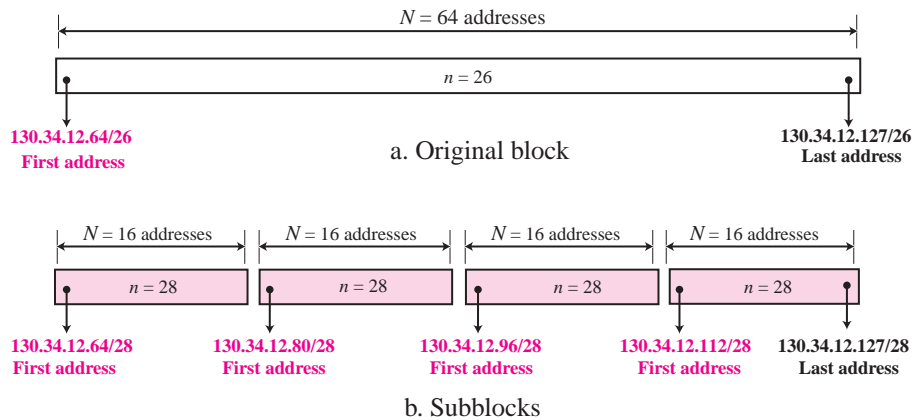 N = 64 addresses
n = 26
130.34.12.64/26
First address
130.34.12.127/26
Last address
a. Original block
N = 16 addresses
N = 16 addresses
N = 16 addresses
N = 16 addresses
n = 28
n = 28
n = 28
n = 28
130.34.12.64/28
First address
130.34.12.80/28
First address
130.34.12.96/28
First address
130.34.12.112/28
First address
130.34.12.127/28
Last address
b. Subblocks